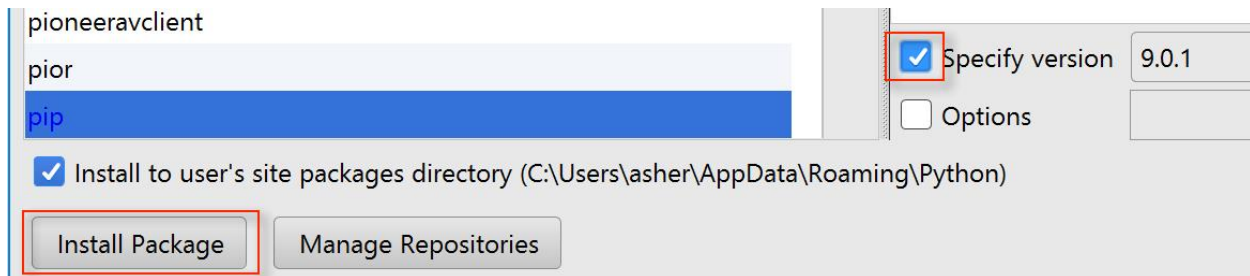 pioneeravclient
pior
pip
Specify version 9.0.1
Options
Install to user's site packages directory (C:\Users\asher\AppData\Roaming\Python)
Install Package Manage Repositories